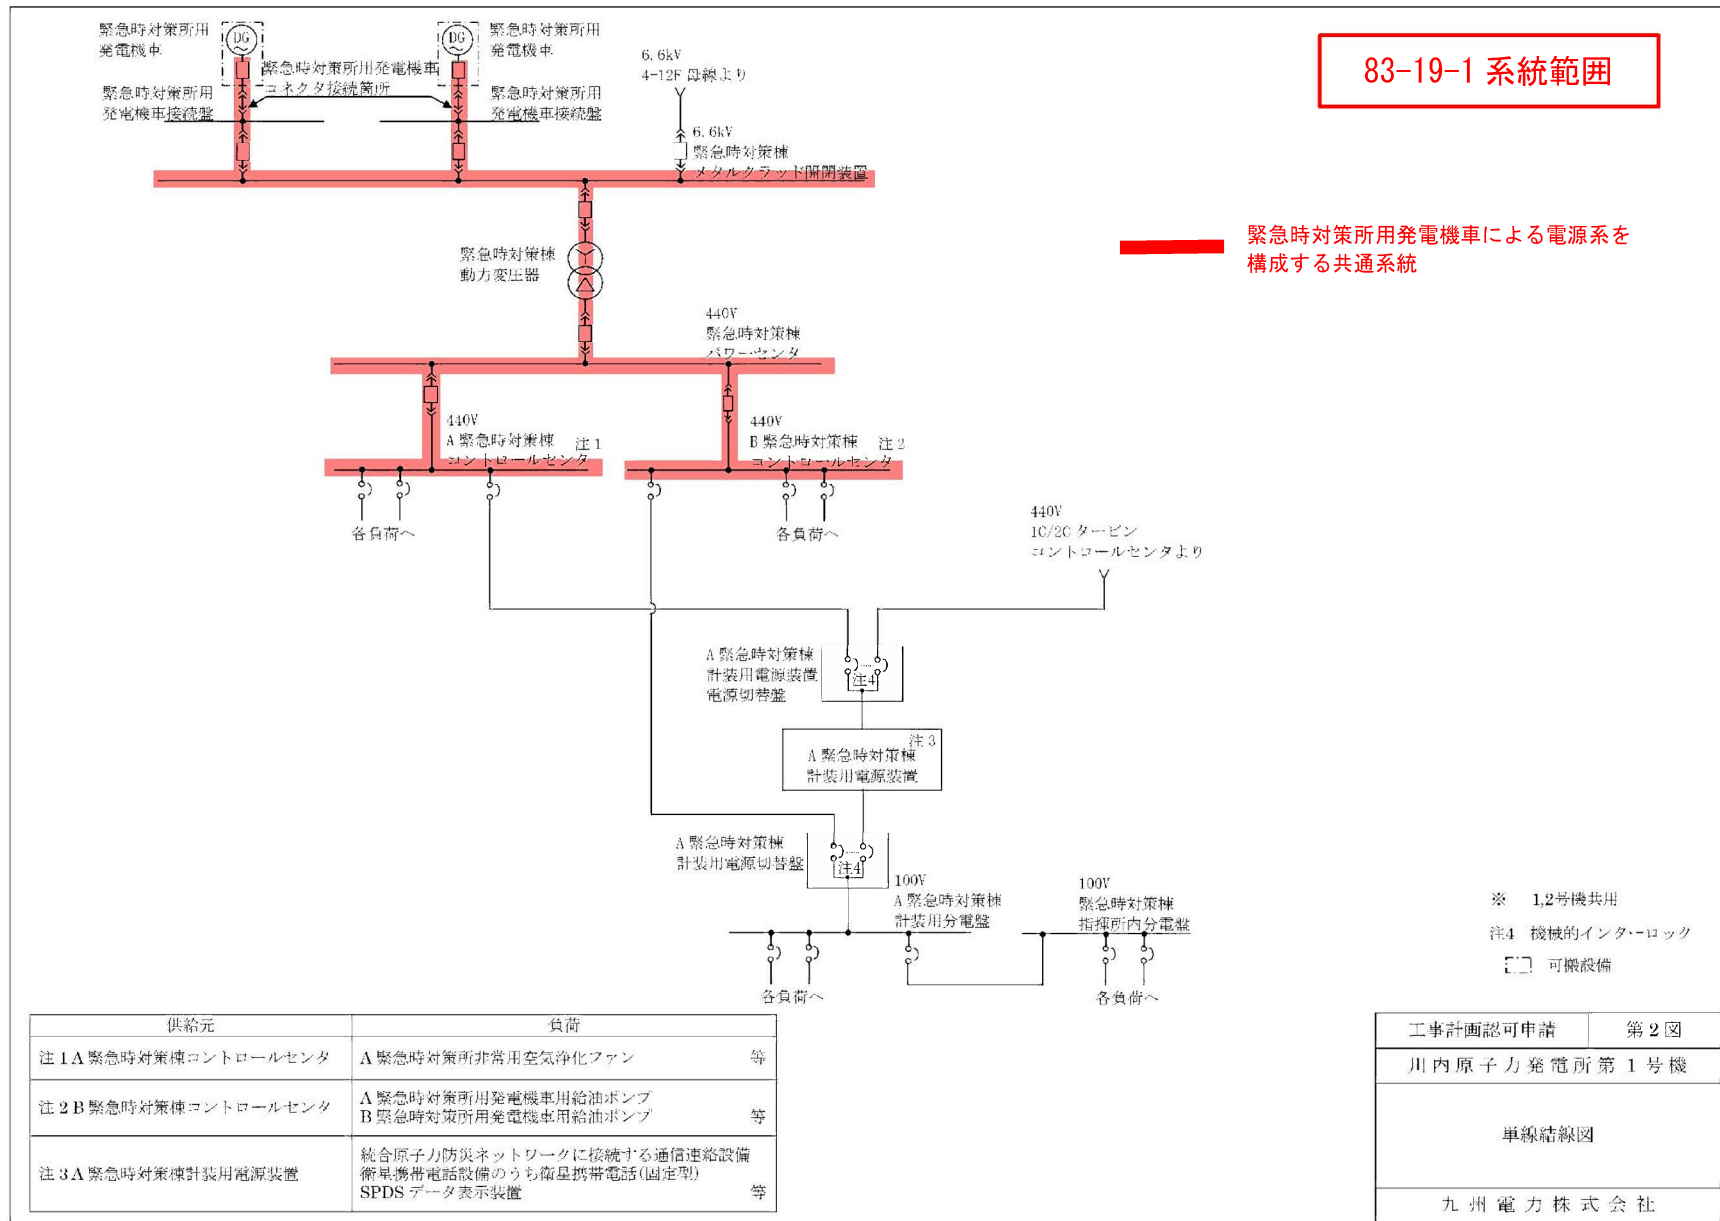 緊急時対策所用
発電機車
DG
DG
緊急時対策所用
発電機車
6.6kV
4-12F 母線より
83-19-1 系統範囲
緊急時対策所用発電機車
コネクタ接続箇所
緊急時対策所用
発電機車接続盤
緊急時対策所用
発電機車接続盤
6.6kV
緊急時対策棟
メタルクラッド開閉装置
緊急時対策所用発電機車による電源系を
構成する共通系統
緊急時対策棟
動力変圧器
440V
緊急時対策棟
パワーセンタ
440V
A 緊急時対策棟 注 1
コントロールセンタ
440V
B 緊急時対策棟 注 2
コントロールセンタ
各負荷へ
各負荷へ
440V
1C/2C タービン
コントロールセンタより
A 緊急時対策棟
計装用電源装置
電源切替盤
注4
注 3
A 緊急時対策棟
計装用電源装置
A 緊急時対策棟
計装用電源切替盤
注4
100V
A 緊急時対策棟
計装用分電盤
100V
緊急時対策棟
指揮所内分電盤
各負荷へ
各負荷へ
※ 1,2号機共用
注4 機械的インターロック
可搬設備
供給元 負荷
注 1 A 緊急時対策棟コントロールセンタ A 緊急時対策所非常用空気浄化ファン 等
注 2 B 緊急時対策棟コントロールセンタ A 緊急時対策所用発電機車用給油ポンプ
B 緊急時対策所用発電機車用給油ポンプ 等
注 3 A 緊急時対策棟計装用電源装置 統合原子力防災ネットワークに接続する通信連絡設備
衛星携帯電話設備のうち衛星携帯電話(固定型)
SPDS データ表示装置 等
工事計画認可申請 第 2 図
川内原子力発電所第 1 号機
単線結線図
九州電力株式会社